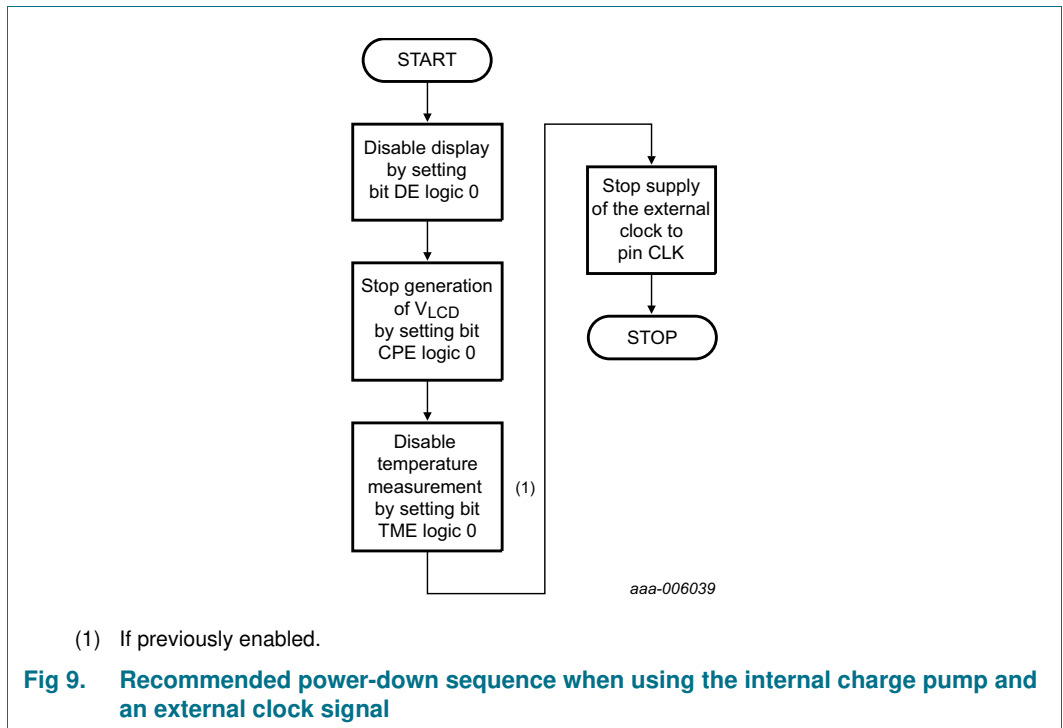 START
Disable display
by setting
bit DE logic 0
Stop generation
of VLCD
by setting bit
CPE logic 0
Disable
temperature
measurement
by setting bit
TME logic 0
(1)
Stop supply
of the external
clock to
pin CLK
STOP
aaa-006039
(1) If previously enabled.
Fig 9. Recommended power-down sequence when using the internal charge pump and
an external clock signal